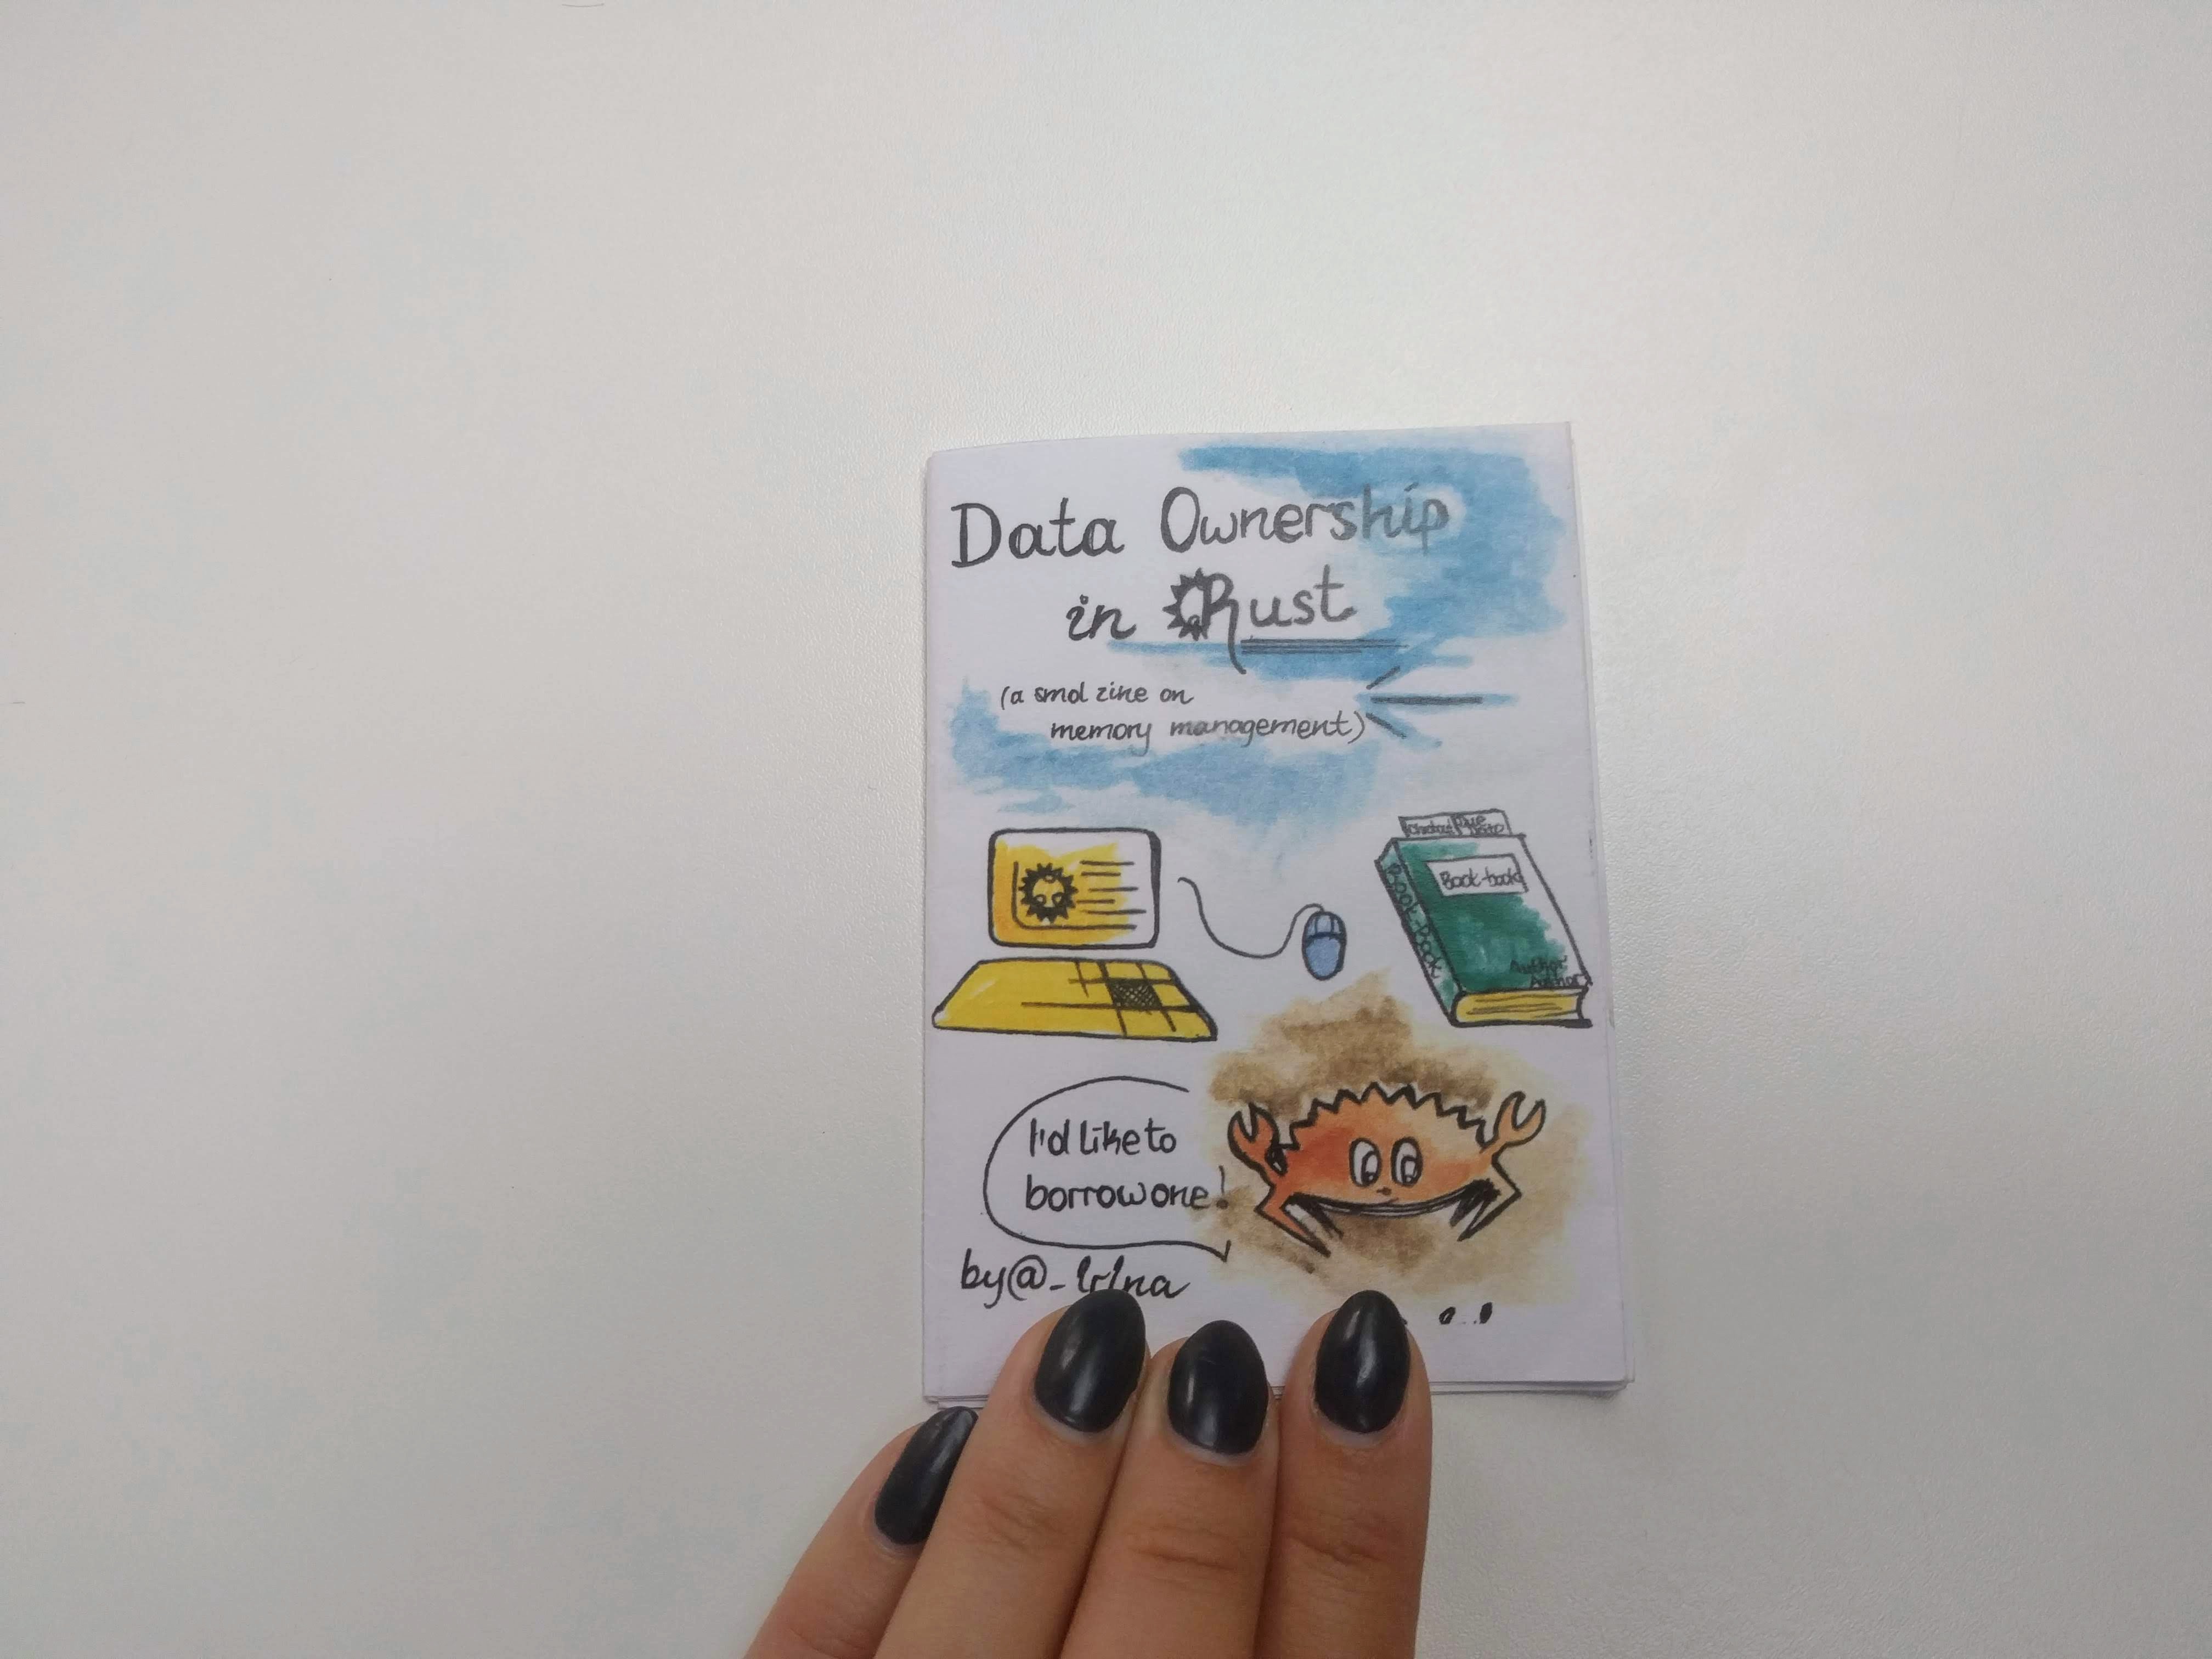 Data Ownership
in Rust
(a smol zine on
memory management)
Due
Date
Book-book
Book-Book
Author
Author
I'd like to
borrow one!
by@_lrlna